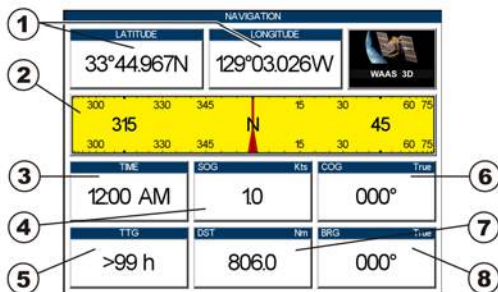 NAVIGATION
LATITUDE LONGITUDE
33°44.967N 129°03.026W
WAAS 3D
300 330 345 15 30 60 75
315 N 45
300 330 345 15 30 60 75
TIME SOG Kts COG True
12:00 AM 1.0 000°
TTG DST Nm BRG True
>99 h 806.0 000°
1
2
3
4
5
6
7
8